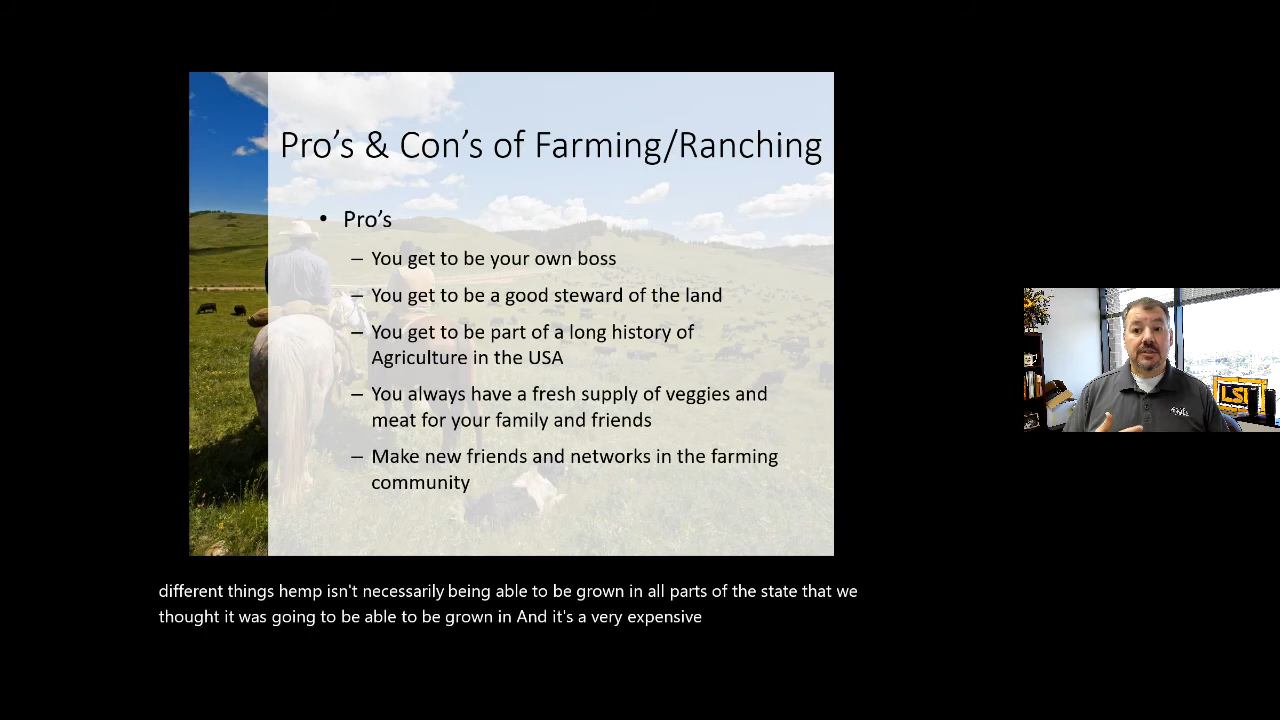 Pro's & Con's of Farming/Ranching
• Pro's
– You get to be your own boss
– You get to be a good steward of the land
– You get to be part of a long history of
Agriculture in the USA
– You always have a fresh supply of veggies and
meat for your family and friends
– Make new friends and networks in the farming
community
different things hemp isn't necessarily being able to be grown in all parts of the state that we
thought it was going to be able to be grown in And it's a very expensive